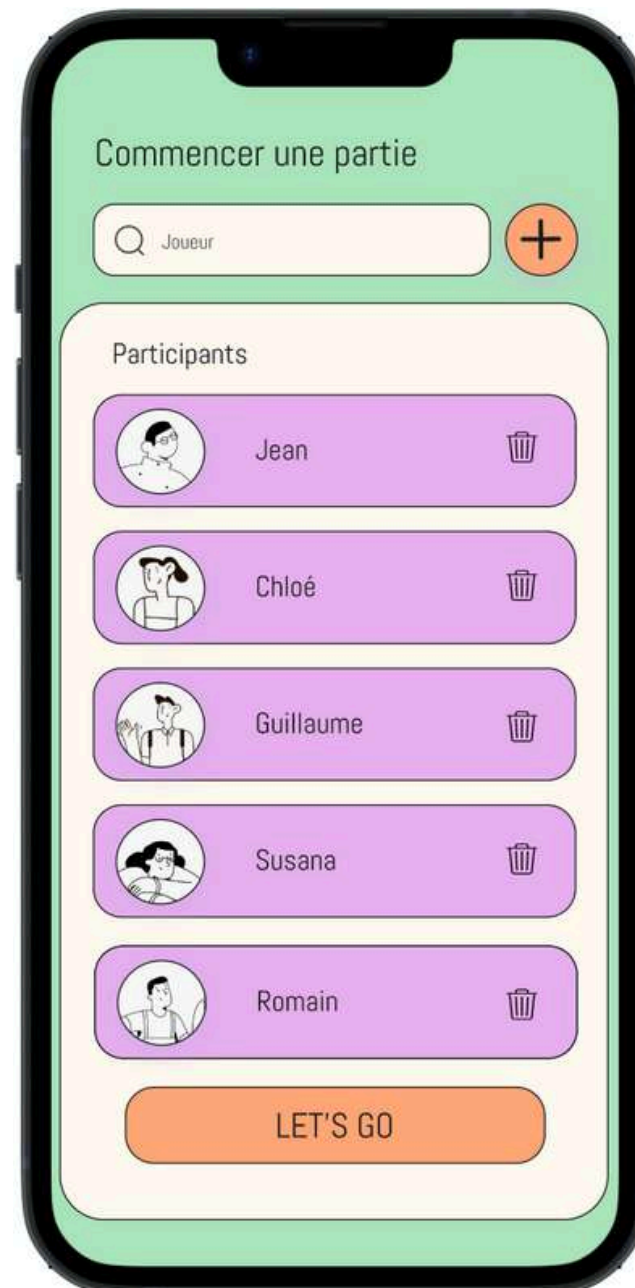 Commencer une partie
Joueur
Participants
Jean
Chloé
Guillaume
Susana
Romain
LET'S GO